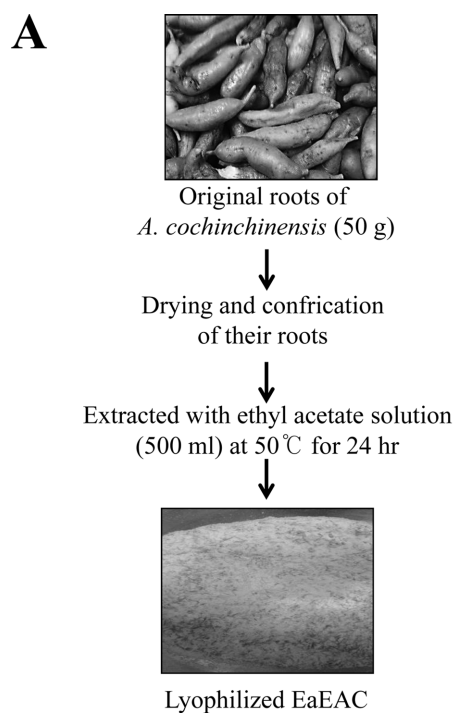 A
Original roots of
A. cochinchinensis (50 g)
Drying and confrication
of their roots
Extracted with ethyl acetate solution
(500 ml) at 50℃ for 24 hr
Lyophilized EaEAC